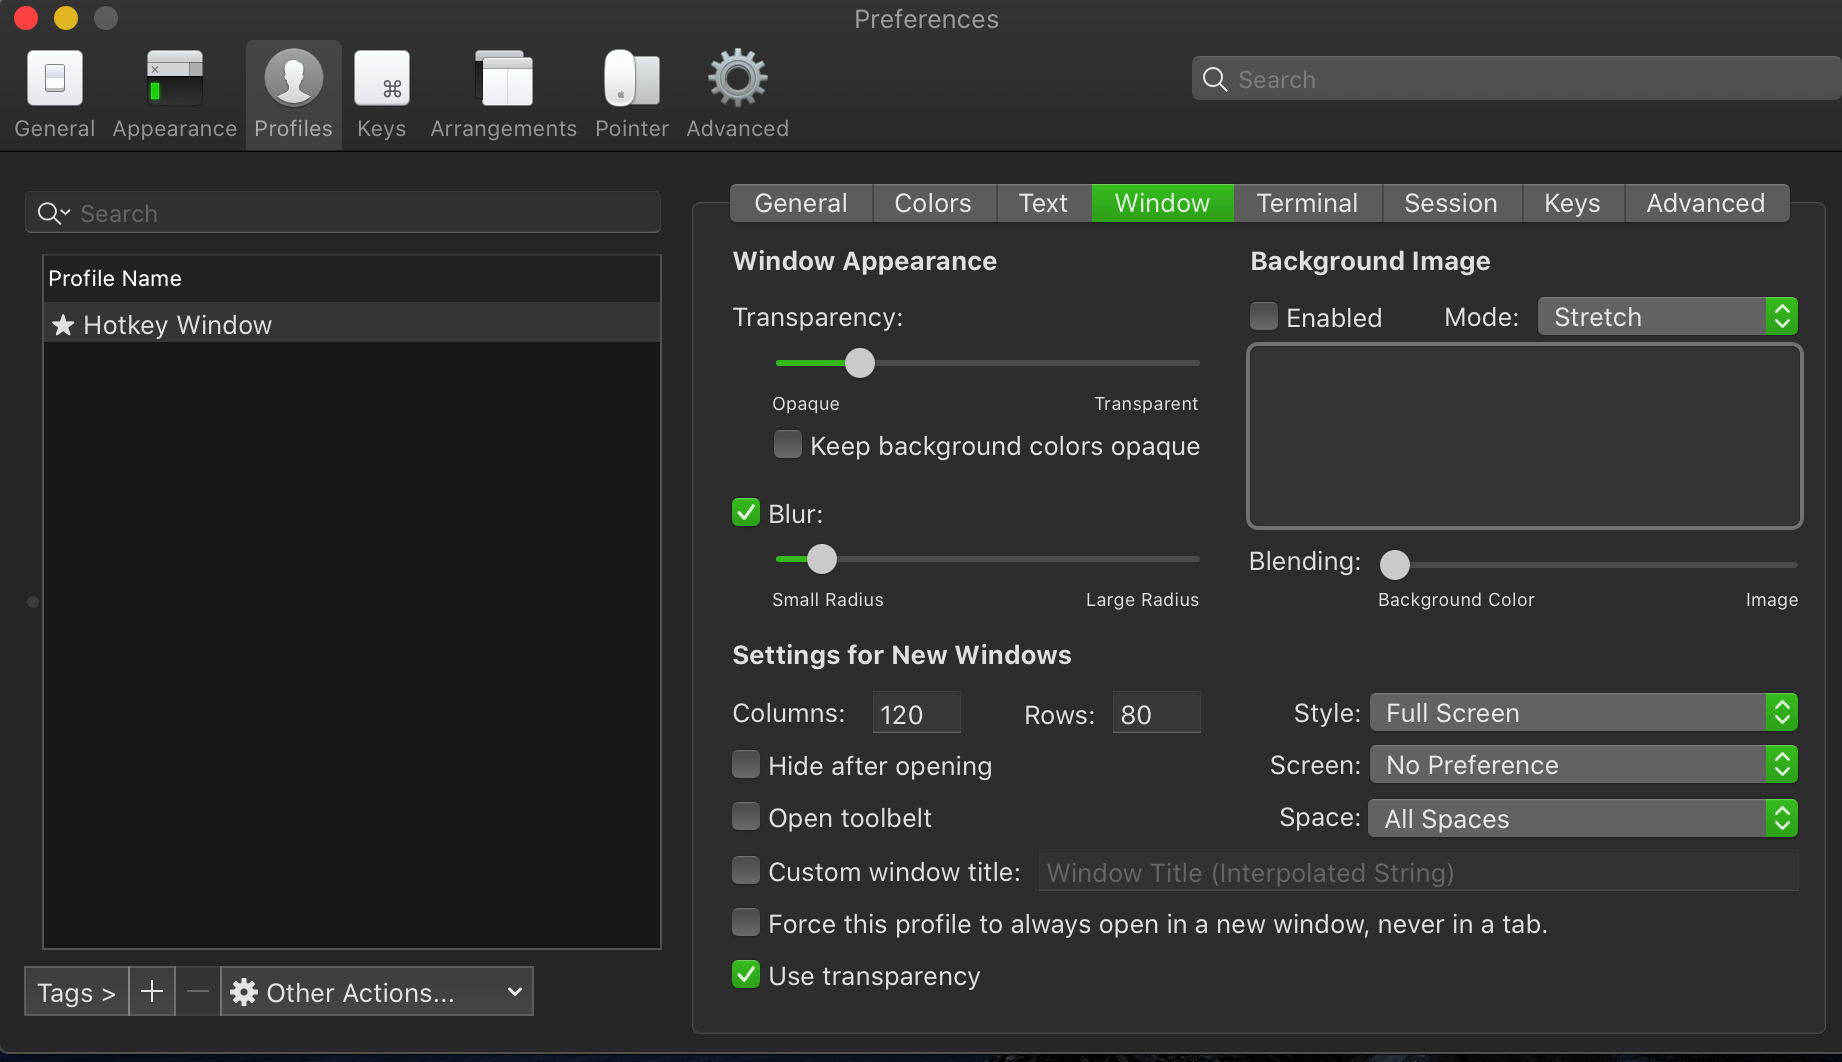 Preferences
General Appearance Profiles Keys Arrangements Pointer Advanced
Search
Search
Profile Name
Hotkey Window
Tags >
Other Actions...
General Colors Text Window Terminal Session Keys Advanced
Window Appearance
Transparency:
Opaque Transparent
Keep background colors opaque
Blur:
Small Radius Large Radius
Background Image
Enabled Mode: Stretch
Blending:
Background Color Image
Settings for New Windows
Columns: 120 Rows: 80 Style: Full Screen
Hide after opening Screen: No Preference
Open toolbelt Space: All Spaces
Custom window title: Window Title (Interpolated String)
Force this profile to always open in a new window, never in a tab.
Use transparency